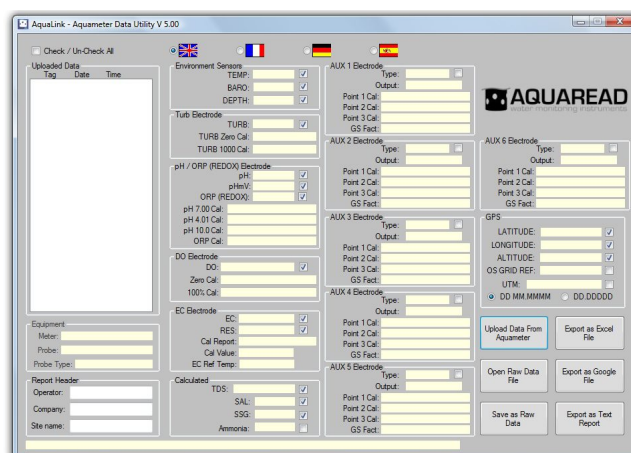 AquaLink - Aquameter Data Utility V 5.00
Check / Un-Check All
Uploaded Data
Tag Date Time
Equipment
Meter:
Probe:
Probe Type:
Report Header
Operator:
Company:
Site name:
Environment Sensors
TEMP:
BARO:
DEPTH:
Turb Electrode
TURB:
TURB Zero Cal:
TURB 1000 Cal:
pH / ORP (REDOX) Electrode
pH:
pHmV:
ORP (REDOX):
pH 7.00 Cal:
pH 4.01 Cal:
pH 10.0 Cal:
ORP Cal:
DO Electrode
DO:
Zero Cal:
100% Cal:
EC Electrode
EC:
RES:
Cal Report:
Cal Value:
EC Ref Temp:
Calculated
TDS:
SAL:
SSG:
Ammonia:
AUX 1 Electrode
Type:
Output:
Point 1 Cal:
Point 2 Cal:
Point 3 Cal:
GS Fact:
AUX 2 Electrode
Type:
Output:
Point 1 Cal:
Point 2 Cal:
Point 3 Cal:
GS Fact:
AUX 3 Electrode
Type:
Output:
Point 1 Cal:
Point 2 Cal:
Point 3 Cal:
GS Fact:
AUX 4 Electrode
Type:
Output:
Point 1 Cal:
Point 2 Cal:
Point 3 Cal:
GS Fact:
AUX 5 Electrode
Type:
Output:
Point 1 Cal:
Point 2 Cal:
Point 3 Cal:
GS Fact:
AQUAREAD
water monitoring instruments
AUX 6 Electrode
Type:
Output:
Point 1 Cal:
Point 2 Cal:
Point 3 Cal:
GS Fact:
GPS
LATITUDE:
LONGITUDE:
ALTITUDE:
OS GRID REF:
UTM:
DD MM.MMMM DD.DDDDD
Upload Data From
Aquameter
Export as Excel
File
Open Raw Data
File
Export as Google
File
Save as Raw
Data
Export as Text
Report